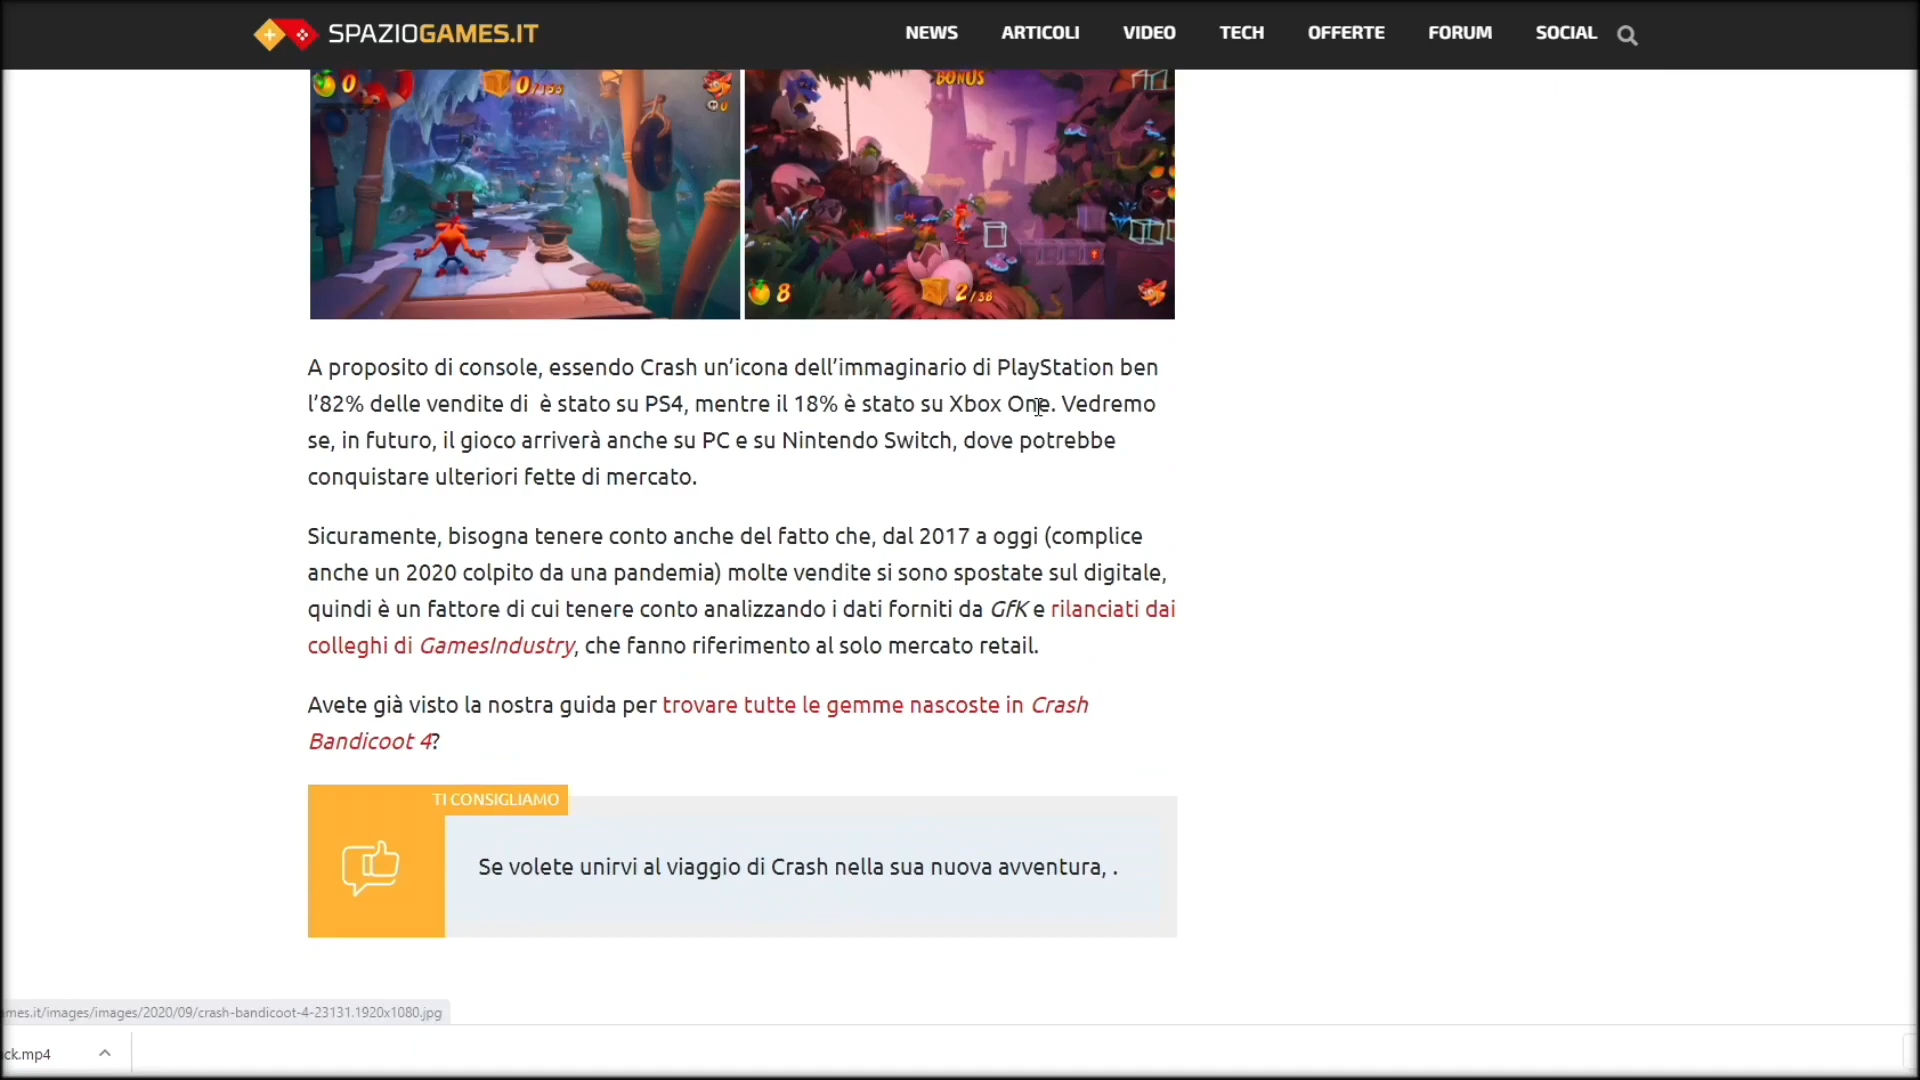 SPAZIOGAMES.IT
NEWS ARTICOLI VIDEO TECH OFFERTE FORUM SOCIAL
0 0/153
0
BONUS
8 2/38
A proposito di console, essendo Crash un’icona dell’immaginario di PlayStation ben
l’82% delle vendite di è stato su PS4, mentre il 18% è stato su Xbox One. Vedremo
se, in futuro, il gioco arriverà anche su PC e su Nintendo Switch, dove potrebbe
conquistare ulteriori fette di mercato.
Sicuramente, bisogna tenere conto anche del fatto che, dal 2017 a oggi (complice
anche un 2020 colpito da una pandemia) molte vendite si sono spostate sul digitale,
quindi è un fattore di cui tenere conto analizzando i dati forniti da GfK e rilanciati dai
colleghi di GamesIndustry, che fanno riferimento al solo mercato retail.
Avete già visto la nostra guida per trovare tutte le gemme nascoste in Crash
Bandicoot 4?
TI CONSIGLIAMO
Se volete unirvi al viaggio di Crash nella sua nuova avventura, .
mes.it/images/images/2020/09/crash-bandicoot-4-23131.1920x1080.jpg
ck.mp4